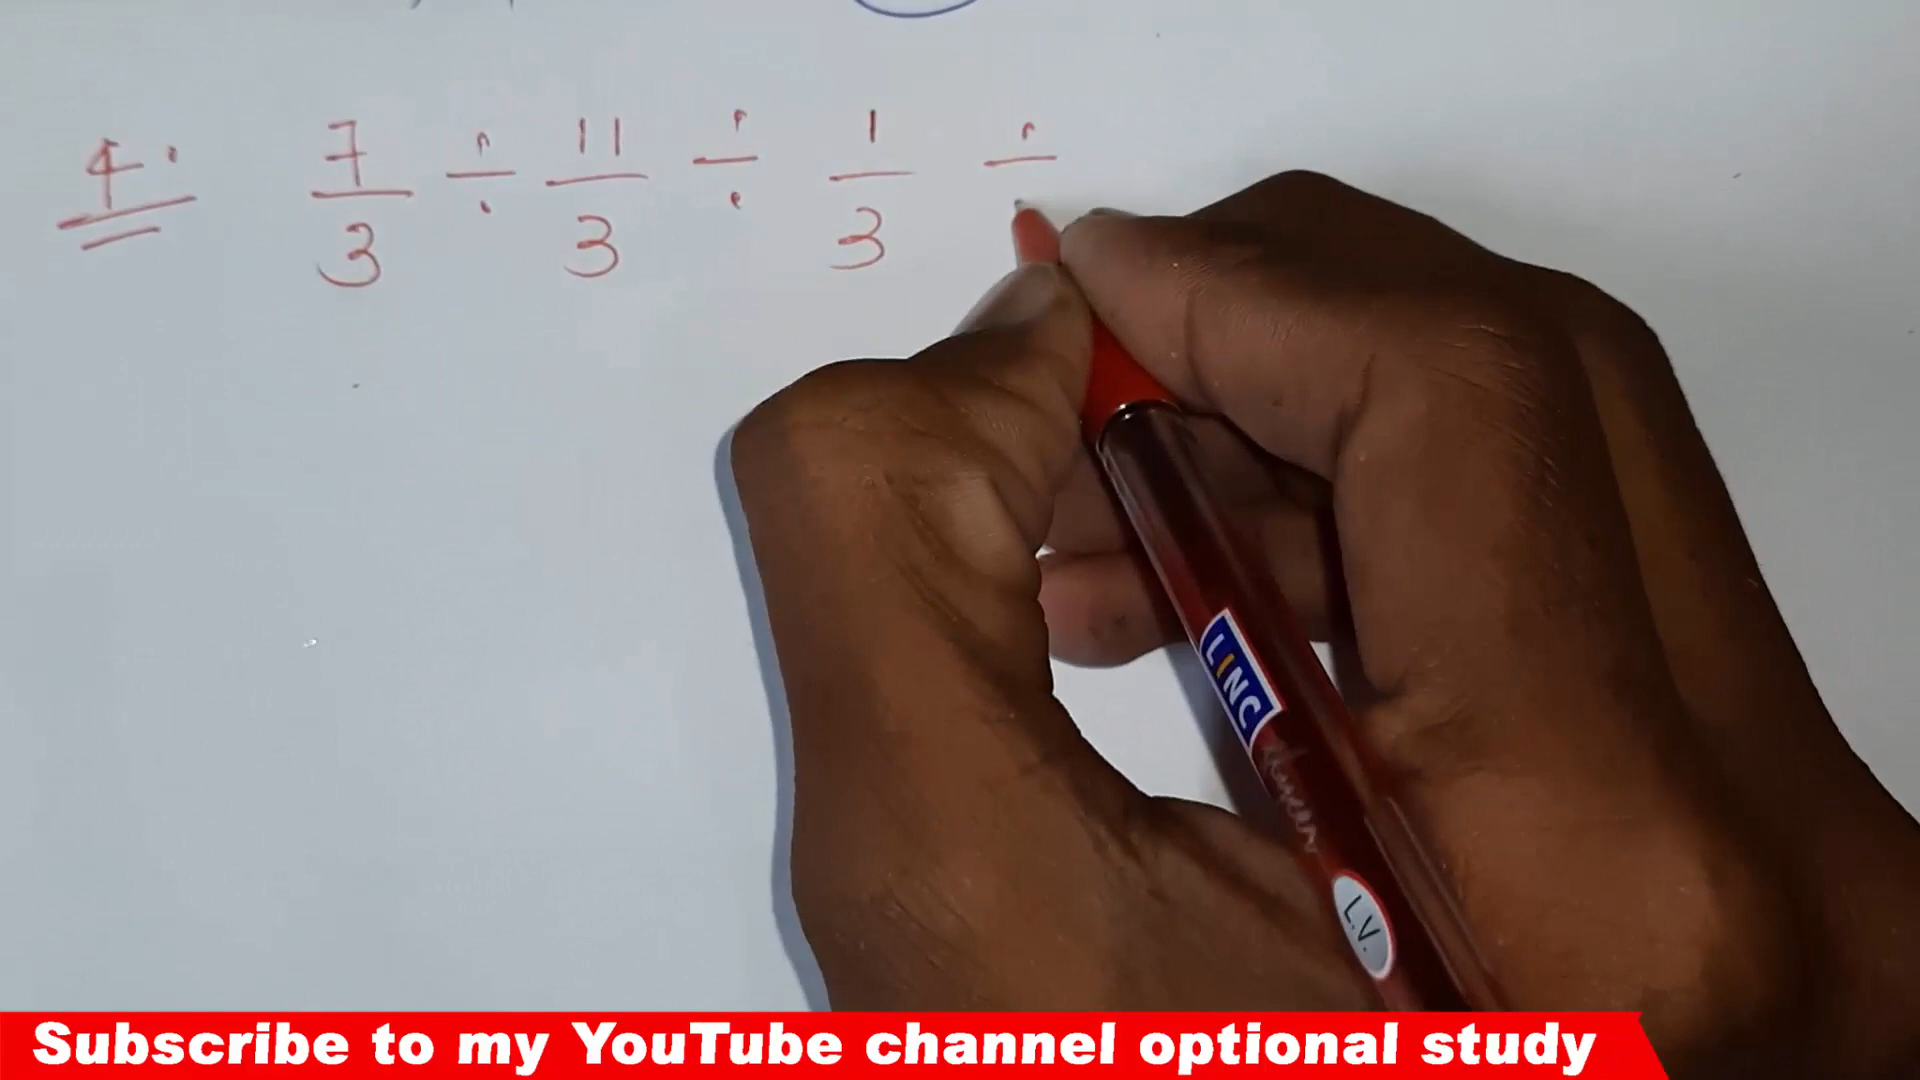 4. 7/3 ÷ 11/3 ÷ 1/3 ÷
LINC
L.V.
Subscribe to my YouTube channel optional study